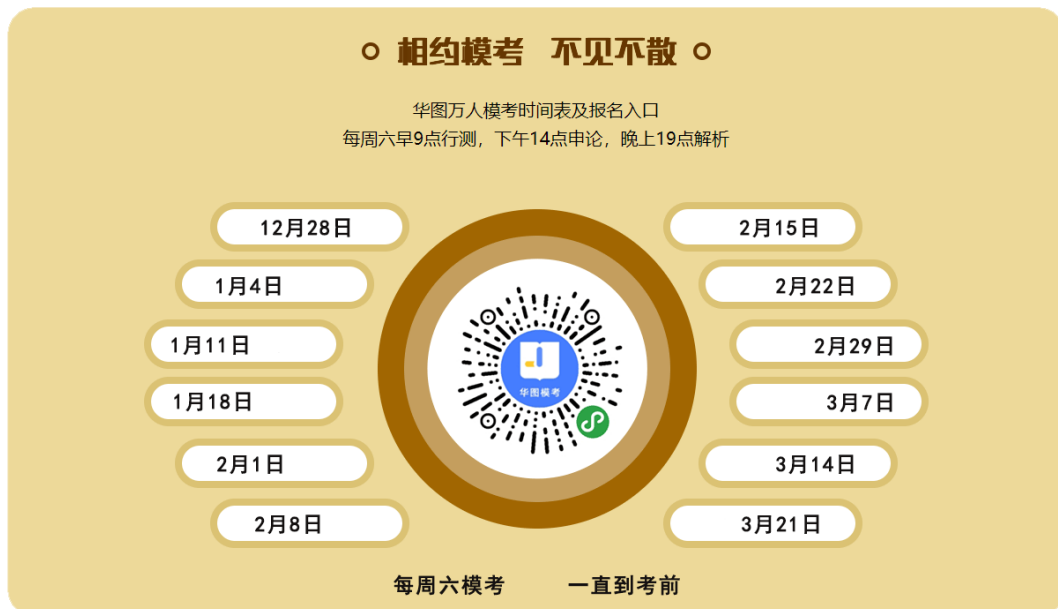 相约模考 不见不散
华图万人模考时间表及报名入口
每周六早9点行测，下午14点申论，晚上19点解析
12月28日
1月4日
1月11日
1月18日
2月1日
2月8日
华图模考
2月15日
2月22日
2月29日
3月7日
3月14日
3月21日
每周六模考 一直到考前